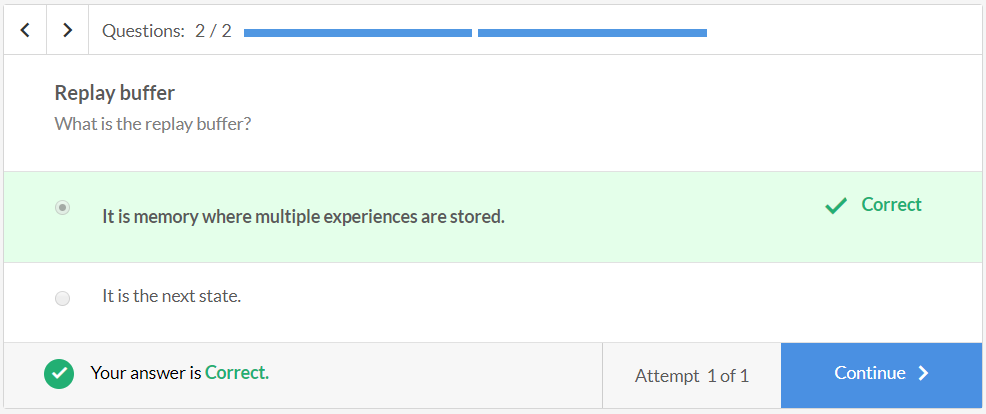 Questions: 2 / 2
Replay buffer
What is the replay buffer?
It is memory where multiple experiences are stored.
Correct
It is the next state.
Your answer is Correct.
Attempt 1 of 1
Continue